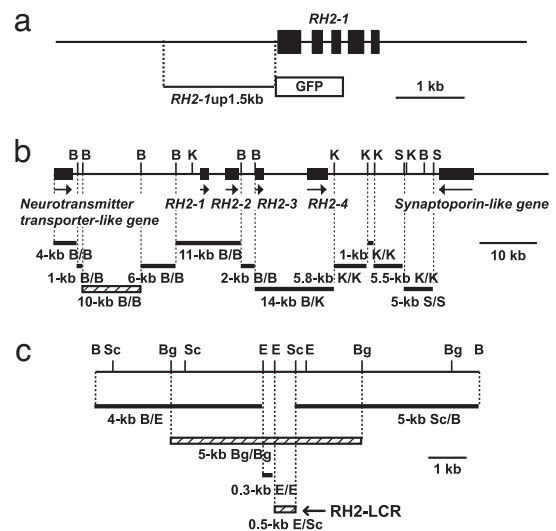 a
RH2-1
RH2-1up1.5kb
GFP
1 kb
b
B B B B K B B K K K S K B S
Neurotransmitter
transporter-like gene
RH2-1 RH2-2 RH2-3 RH2-4
Synaptoporin-like gene
4-kb B/B
11-kb B/B
1-kb K/K
10 kb
1-kb B/B
6-kb B/B
2-kb B/B
5.8-kb K/K
5.5-kb K/K
10-kb B/B
14-kb B/K
5-kb S/S
c
B Sc Bg Sc E E Sc E Bg Bg B
4-kb B/E
5-kb Sc/B
5-kb Bg/Bg
1 kb
0.3-kb E/E
RH2-LCR
0.5-kb E/Sc